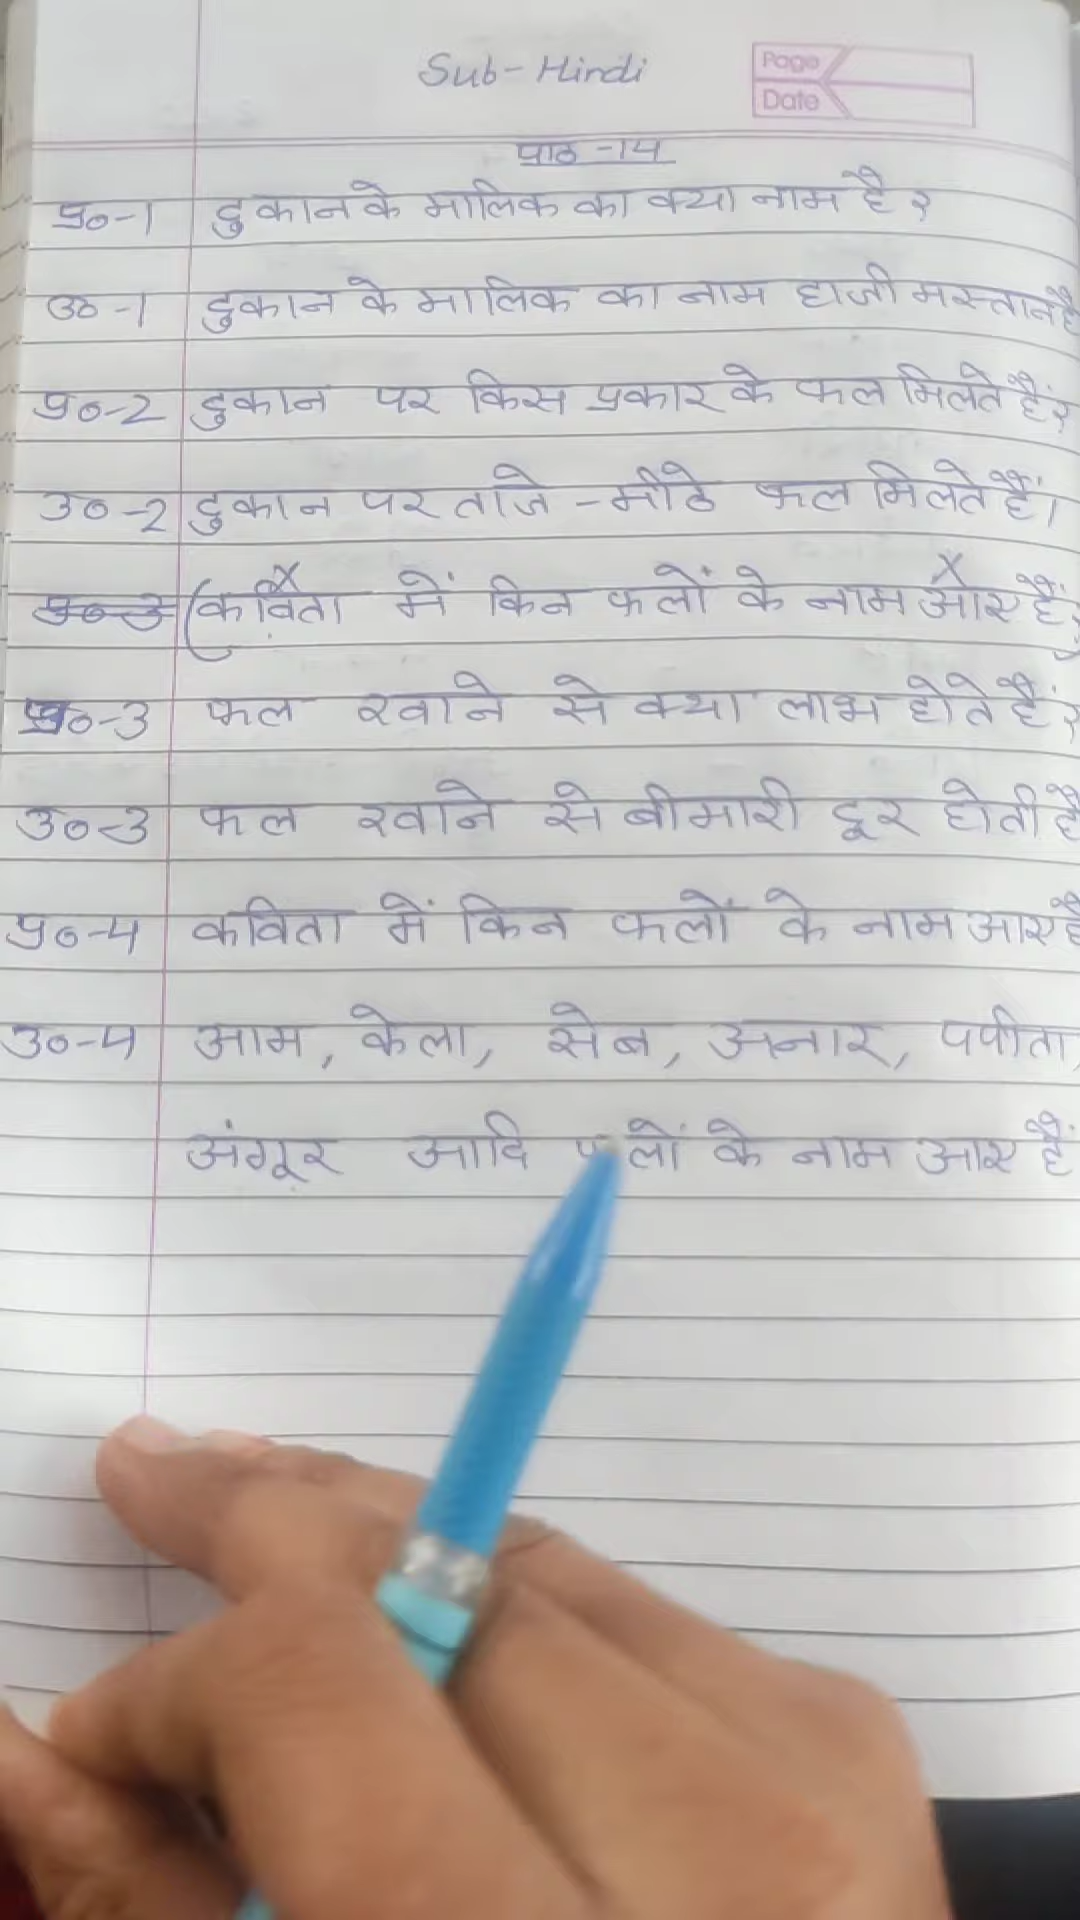 Sub-Hindi
Page
Date
पाठ -14
प्र०-1 दुकान के मालिक का क्या नाम है?
उ०-1 दुकान के मालिक का नाम हाजी मस्तान है
प्र०-2 दुकान पर किस प्रकार के फल मिलते हैं?
उ०-2 दुकान पर ताजे - मीठे फल मिलते हैं।
प्र०-3 (कविता में किन फलों के नाम आए हैं?)
प्र०-3 फल खाने से क्या लाभ होते हैं?
उ०-3 फल खाने से बीमारी दूर होती है
प्र०-4 कविता में किन फलों के नाम आए है
उ०-4 आम, केला, सेब, अनार, पपीता,
अंगूर आदि फलों के नाम आए हैं